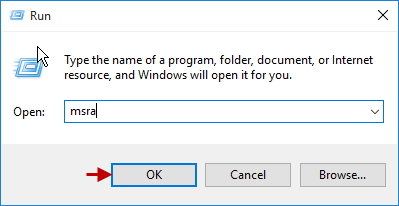 Run
Type the name of a program, folder, document, or Internet
resource, and Windows will open it for you.
Open: msra
OK Cancel Browse...